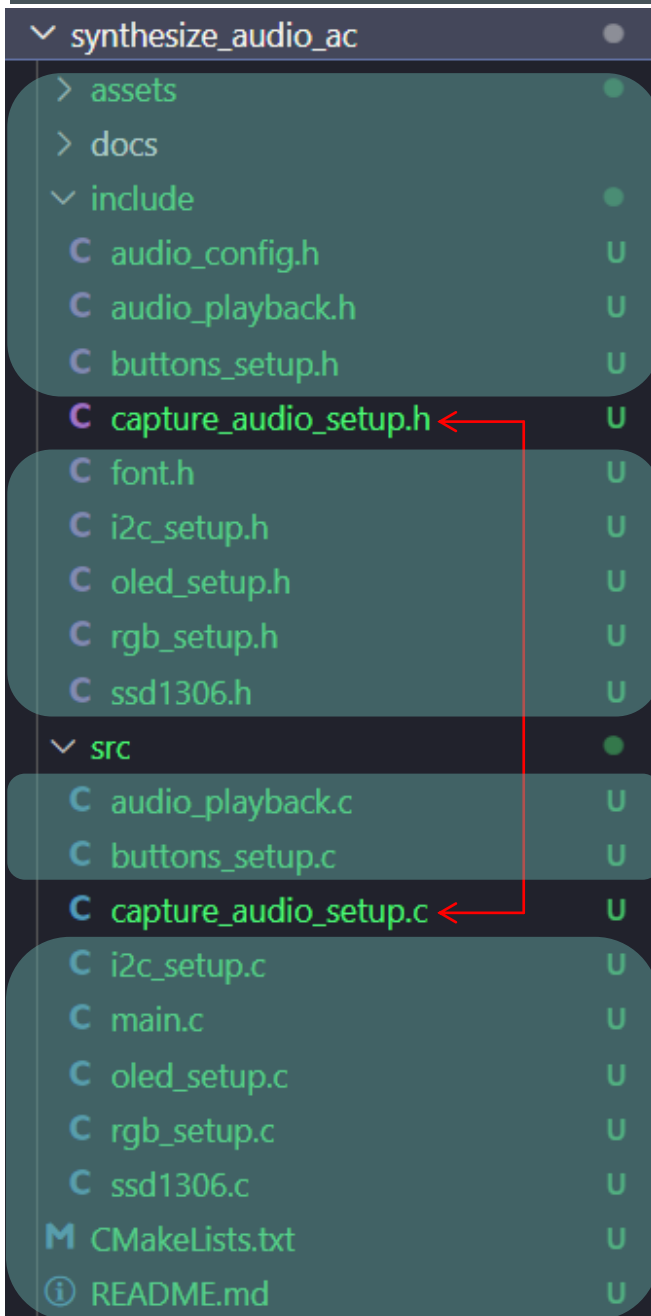 synthesize_audio_ac
assets
docs
include
C audio_config.h U
C audio_playback.h U
C buttons_setup.h U
C capture_audio_setup.h U
C font.h U
C i2c_setup.h U
C oled_setup.h U
C rgb_setup.h U
C ssd1306.h U
src
C audio_playback.c U
C buttons_setup.c U
C capture_audio_setup.c U
C i2c_setup.c U
C main.c U
C oled_setup.c U
C rgb_setup.c U
C ssd1306.c U
M CMakeLists.txt U
README.md U